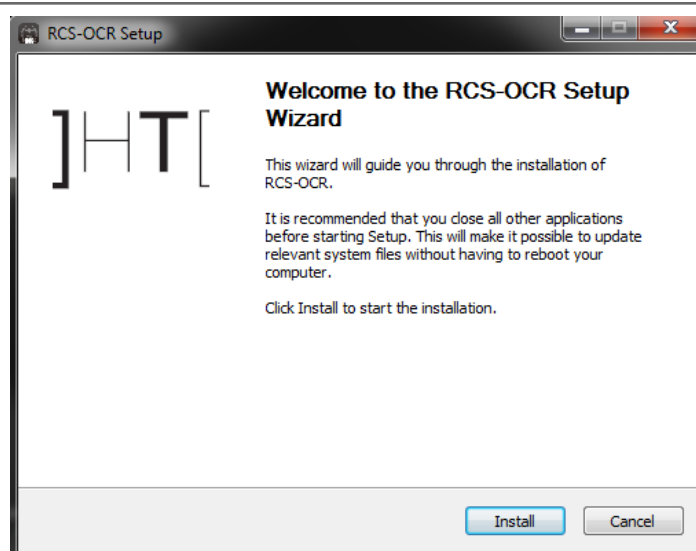 RCS-OCR Setup
]HT[
Welcome to the RCS-OCR Setup
Wizard
This wizard will guide you through the installation of
RCS-OCR.
It is recommended that you close all other applications
before starting Setup. This will make it possible to update
relevant system files without having to reboot your
computer.
Click Install to start the installation.
Install
Cancel